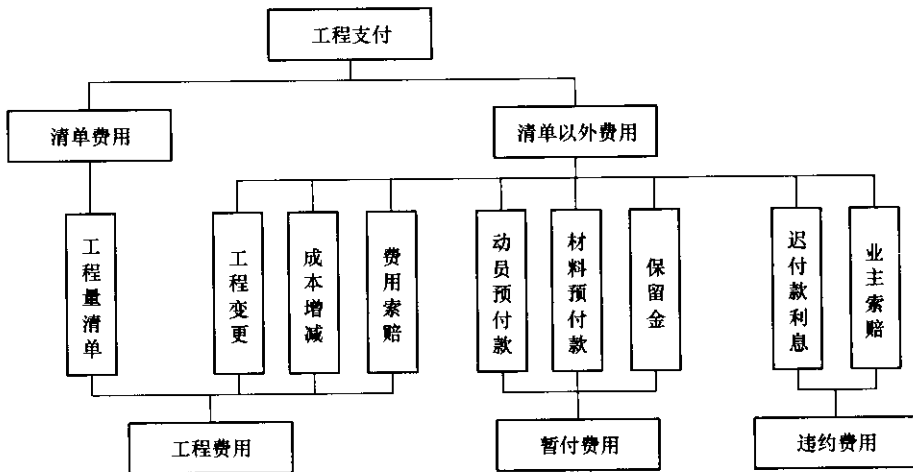 工程支付
清单费用
清单以外费用
工程量清单
工程变更
成本增减
费用索赔
动员预付款
材料预付款
保留金
迟付款利息
业主索赔
工程费用
暂付费用
违约费用